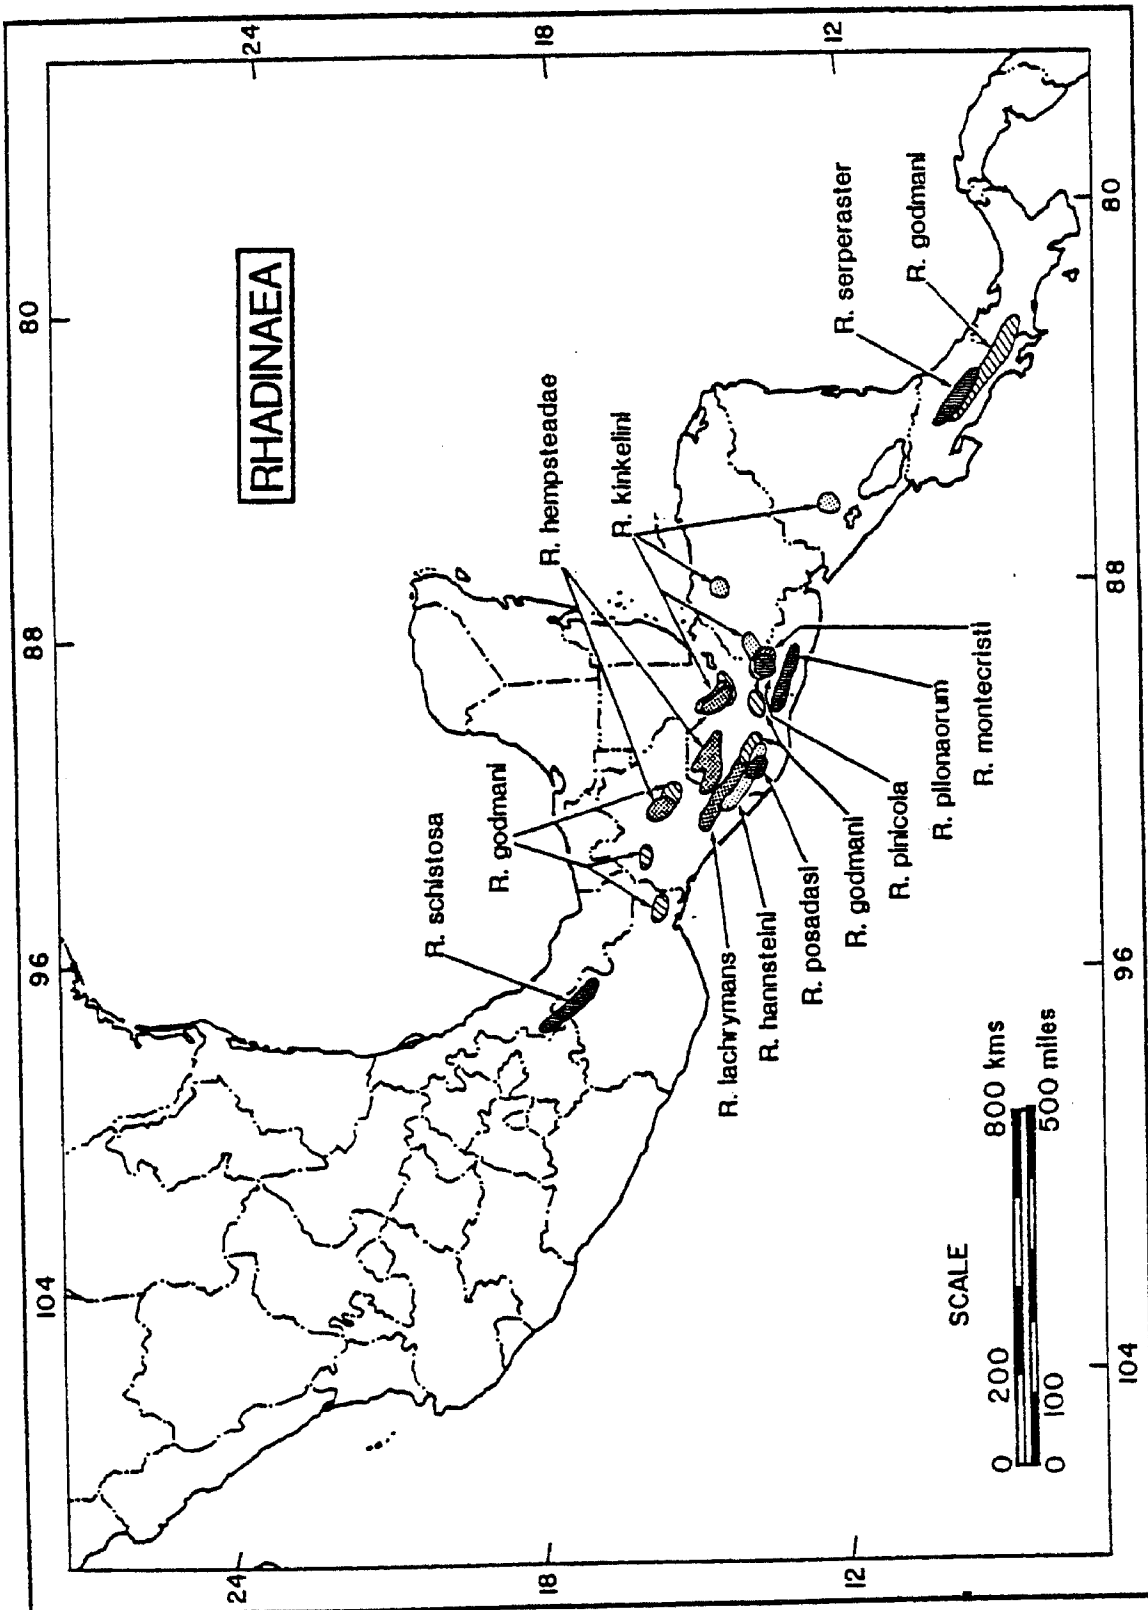 RHADINAEA
104
96
88
80
24
18
12
24
18
12
104
96
88
80
R. schistosa
R. godmani
R. hempsteadae
R. kinkelini
R. serperaster
R. godmani
R. lachrymans
R. hannsteini
R. posadasi
R. godmani
R. pinicola
R. pilonaorum
R. montecristi
SCALE
0 200 800 kms
0 100 500 miles